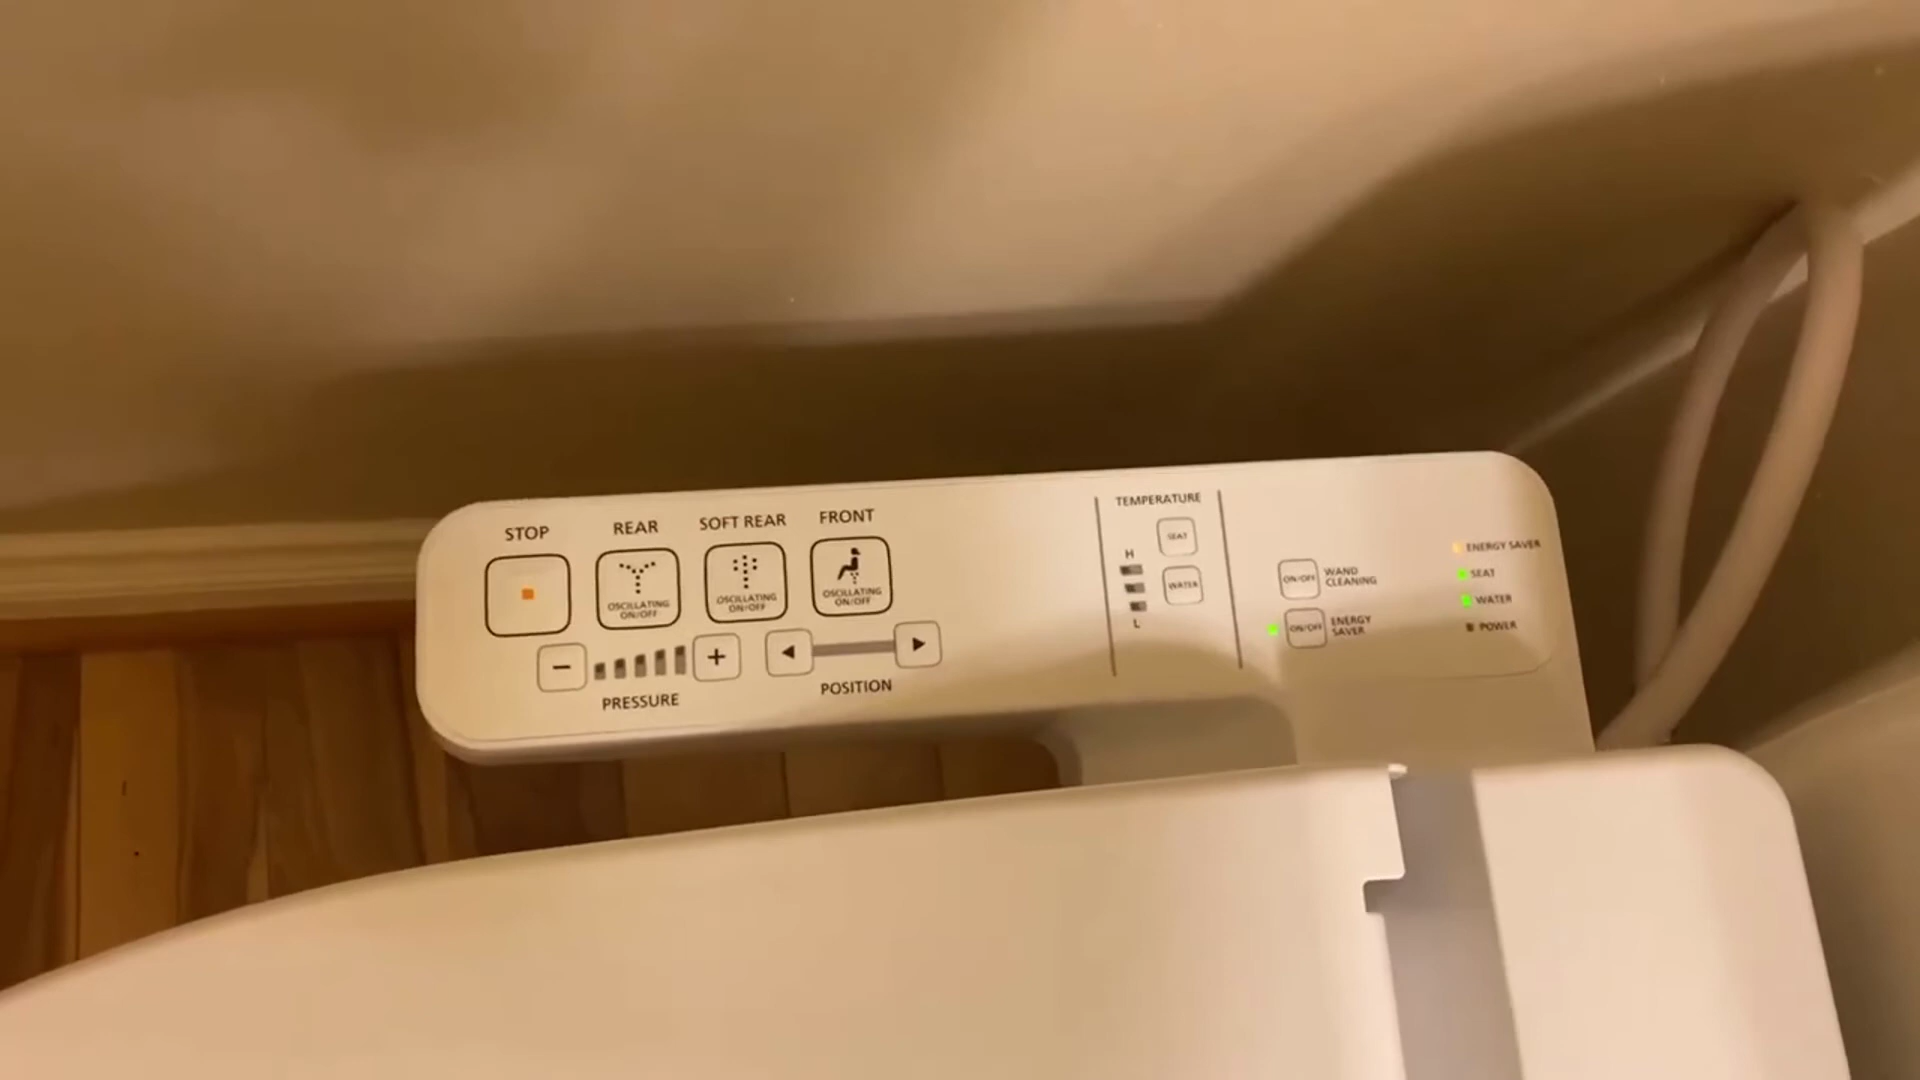 STOP
REAR
SOFT REAR
FRONT
OSCILLATING
ON/OFF
OSCILLATING
ON/OFF
OSCILLATING
ON/OFF
−
+
PRESSURE
POSITION
TEMPERATURE
H
L
SEAT
WATER
ON/OFF
WAND
CLEANING
ON/OFF
ENERGY
SAVER
ENERGY SAVER
SEAT
WATER
POWER